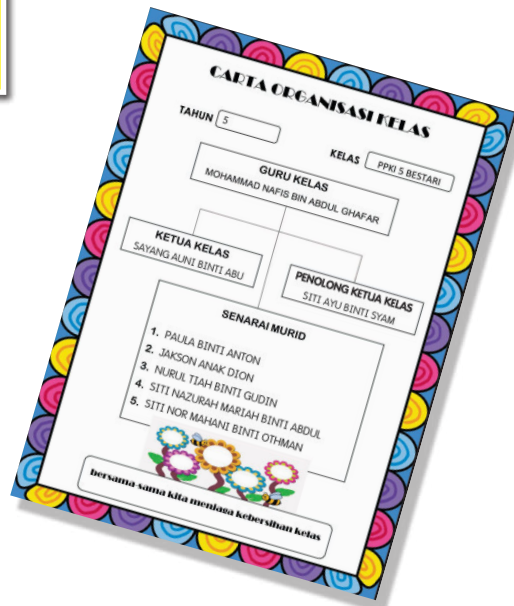 CARTA ORGANISASI KELAS
TAHUN 5
KELAS PPKI 5 BESTARI
GURU KELAS
MOHAMMAD NAFIS BIN ABDUL GHAFAR
KETUA KELAS
SAYANG AUNI BINTI ABU
PENOLONG KETUA KELAS
SITI AYU BINTI SYAM
SENARAI MURID
1. PAULA BINTI ANTON
2. JAKSON ANAK DION
3. NURUL TIAH BINTI GUDIN
4. SITI NAZURAH MARIAH BINTI ABDUL
5. SITI NOR MAHANI BINTI OTHMAN
bersama-sama kita menjaga kebersihan kelas